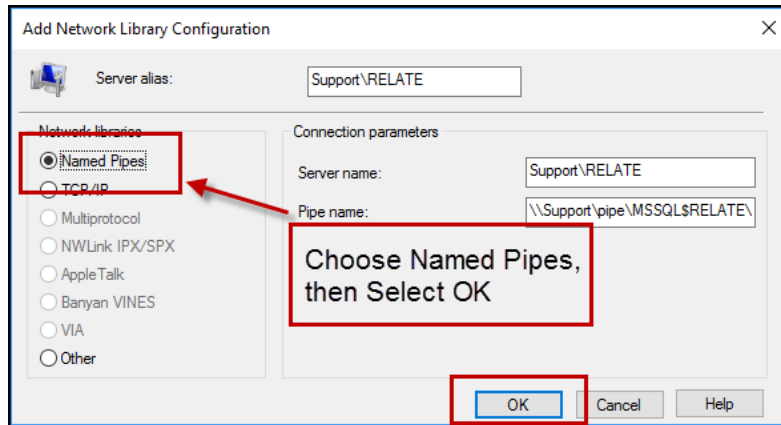 Add Network Library Configuration
Server alias:
Support\RELATE
Network libraries
Named Pipes
TCP/IP
Multiprotocol
NWLink IPX/SPX
AppleTalk
Banyan VINES
VIA
Other
Connection parameters
Server name:
Support\RELATE
Pipe name:
\\Support\pipe\MSSQL$RELATE\
Choose Named Pipes,
then Select OK
OK
Cancel
Help